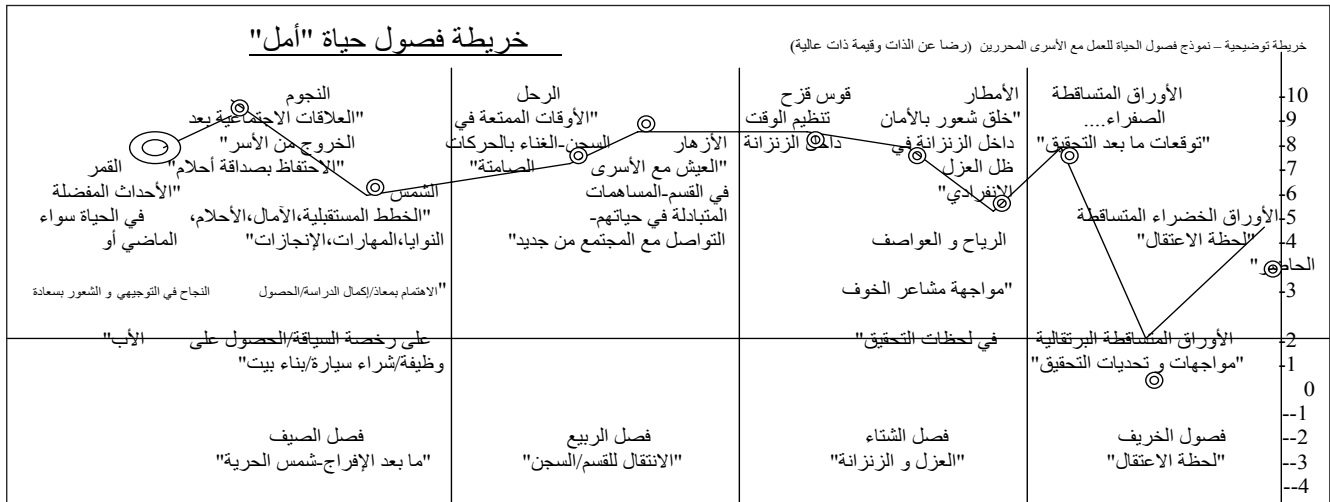 خريطة فصول حياة "أمل"
خريطة توضيحية – نموذج فصول الحياة للعمل مع الأسرى المحررين (رضا عن الذات وقيمة ذات عالية)
الأوراق المتساقطة
الصفراء....
"توقعات ما بعد التحقيق"
الأوراق الخضراء المتساقطة
"لحظة الاعتقال"
الأوراق المتساقطة البرتقالية
"مواجهات و تحديات التحقيق"
فصول الخريف
"لحظة الاعتقال"
الأمطار
"خلق شعور بالأمان
داخل الزنزانة في
ظل العزل
الإنفرادي"
الرياح و العواصف
"مواجهة مشاعر الخوف
في لحظات التحقيق"
قوس قزح
تنظيم الوقت
داخل الزنزانة
فصل الشتاء
"العزل و الزنزانة"
الأزهار
"العيش مع الأسرى
في القسم-المساهمات
المتبادلة في حياتهم-
التواصل مع المجتمع من جديد"
الرحل
"الأوقات الممتعة في
السجن-الغناء بالحركات
الصامتة"
فصل الربيع
"الانتقال للقسم/السجن"
الشمس
"الخطط المستقبلية،الآمال،الأحلام،
النوايا،المهارات،الإنجازات"
"الاهتمام بمعاذ/إكمال الدراسة/الحصول
على رخصة السياقة/الحصول على
وظيفة/شراء سيارة/بناء بيت"
النجوم
"العلاقات الاجتماعية بعد
الخروج من الأسر"
"الاحتفاظ بصداقة أحلام"
القمر
"الأحداث المفضلة
في الحياة سواء
الماضي أو
الحاضر"
النجاح في التوجيهي و الشعور بسعادة
الأب"
فصل الصيف
"ما بعد الإفراج-شمس الحرية"
-10
-9
-8
-7
-6
-5
-4
-3
-2
-1
0
--1
--2
--3
--4